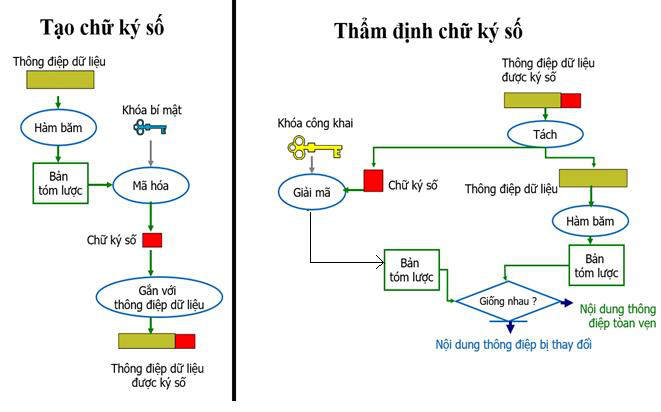 Tạo chữ ký số
Thông điệp dữ liệu
Hàm băm
Khóa bí mật
Bản
tóm lược
Mã hóa
Chữ ký số
Gắn với
thông điệp dữ liệu
Thông điệp dữ liệu
được ký số
Thẩm định chữ ký số
Thông điệp dữ liệu
được ký số
Tách
Khóa công khai
Giải mã
Chữ ký số
Thông điệp dữ liệu
Hàm băm
Bản
tóm lược
Bản
tóm lược
Giống nhau ?
Nội dung thông
điệp tòan vẹn
Nội dung thông điệp bị thay đổi